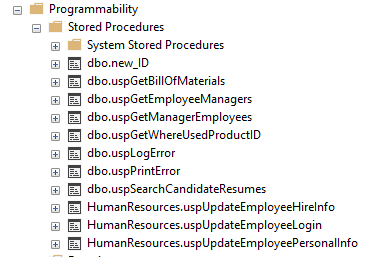 Programmability
Stored Procedures
System Stored Procedures
dbo.new_ID
dbo.uspGetBillOfMaterials
dbo.uspGetEmployeeManagers
dbo.uspGetManagerEmployees
dbo.uspGetWhereUsedProductID
dbo.uspLogError
dbo.uspPrintError
dbo.uspSearchCandidateResumes
HumanResources.uspUpdateEmployeeHireInfo
HumanResources.uspUpdateEmployeeLogin
HumanResources.uspUpdateEmployeePersonalInfo